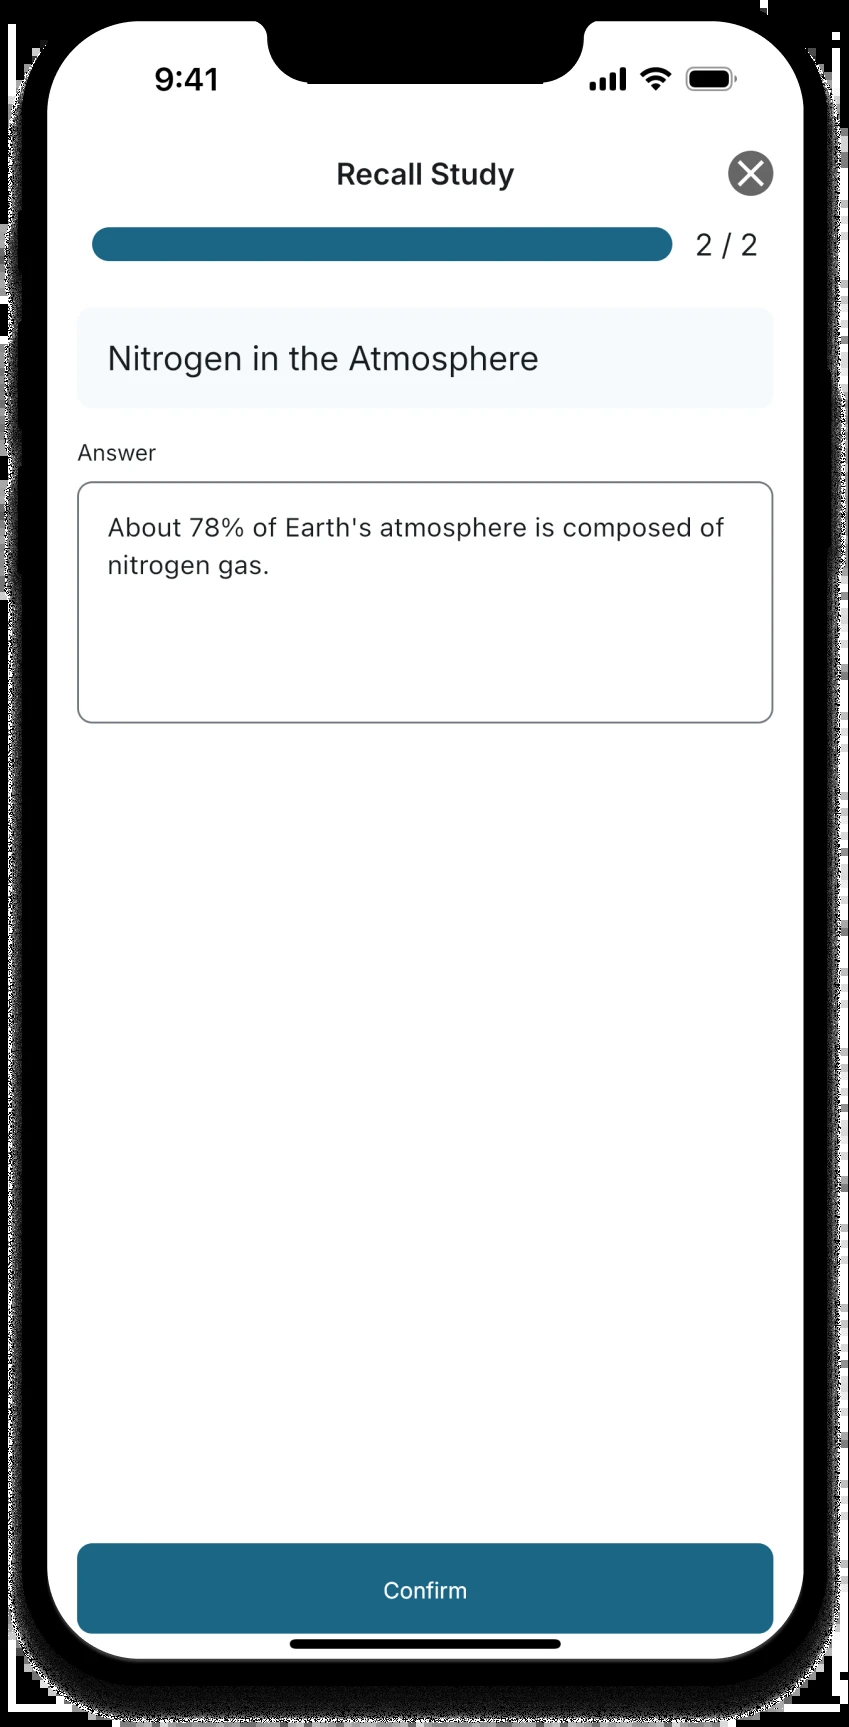 9:41
Recall Study
2 / 2
Nitrogen in the Atmosphere
Answer
About 78% of Earth's atmosphere is composed of
nitrogen gas.
Confirm